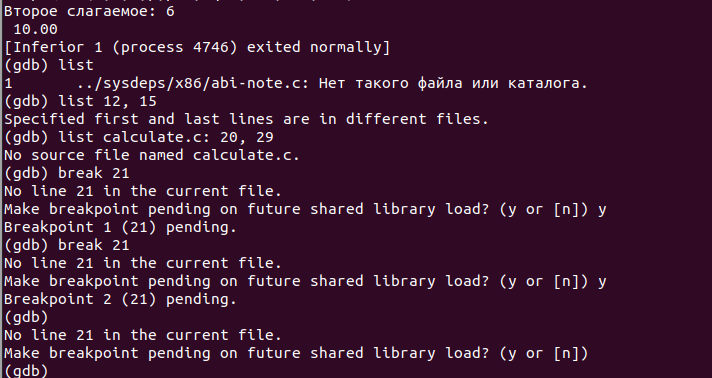 Второе слагаемое: 6
 10.00
[Inferior 1 (process 4746) exited normally]
(gdb) list
1       ../sysdeps/x86/abi-note.c: Нет такого файла или каталога.
(gdb) list 12, 15
Specified first and last lines are in different files.
(gdb) list calculate.c: 20, 29
No source file named calculate.c.
(gdb) break 21
No line 21 in the current file.
Make breakpoint pending on future shared library load? (y or [n]) y
Breakpoint 1 (21) pending.
(gdb) break 21
No line 21 in the current file.
Make breakpoint pending on future shared library load? (y or [n]) y
Breakpoint 2 (21) pending.
(gdb)
No line 21 in the current file.
Make breakpoint pending on future shared library load? (y or [n])
(gdb)